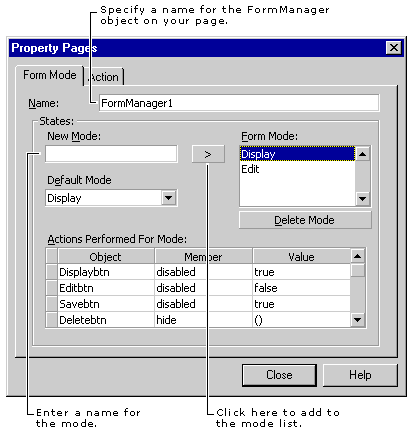 Specify a name for the FormManager
object on your page.
Property Pages
Form Mode
Action
Name:
FormManager1
States:
New Mode:
>
Form Mode:
Display
Edit
Default Mode
Display
Delete Mode
Actions Performed For Mode:
Object Member Value
Displaybtn disabled true
Editbtn disabled false
Savebtn disabled true
Deletebtn hide ()
Close
Help
Enter a name for
the mode.
Click here to add to
the mode list.